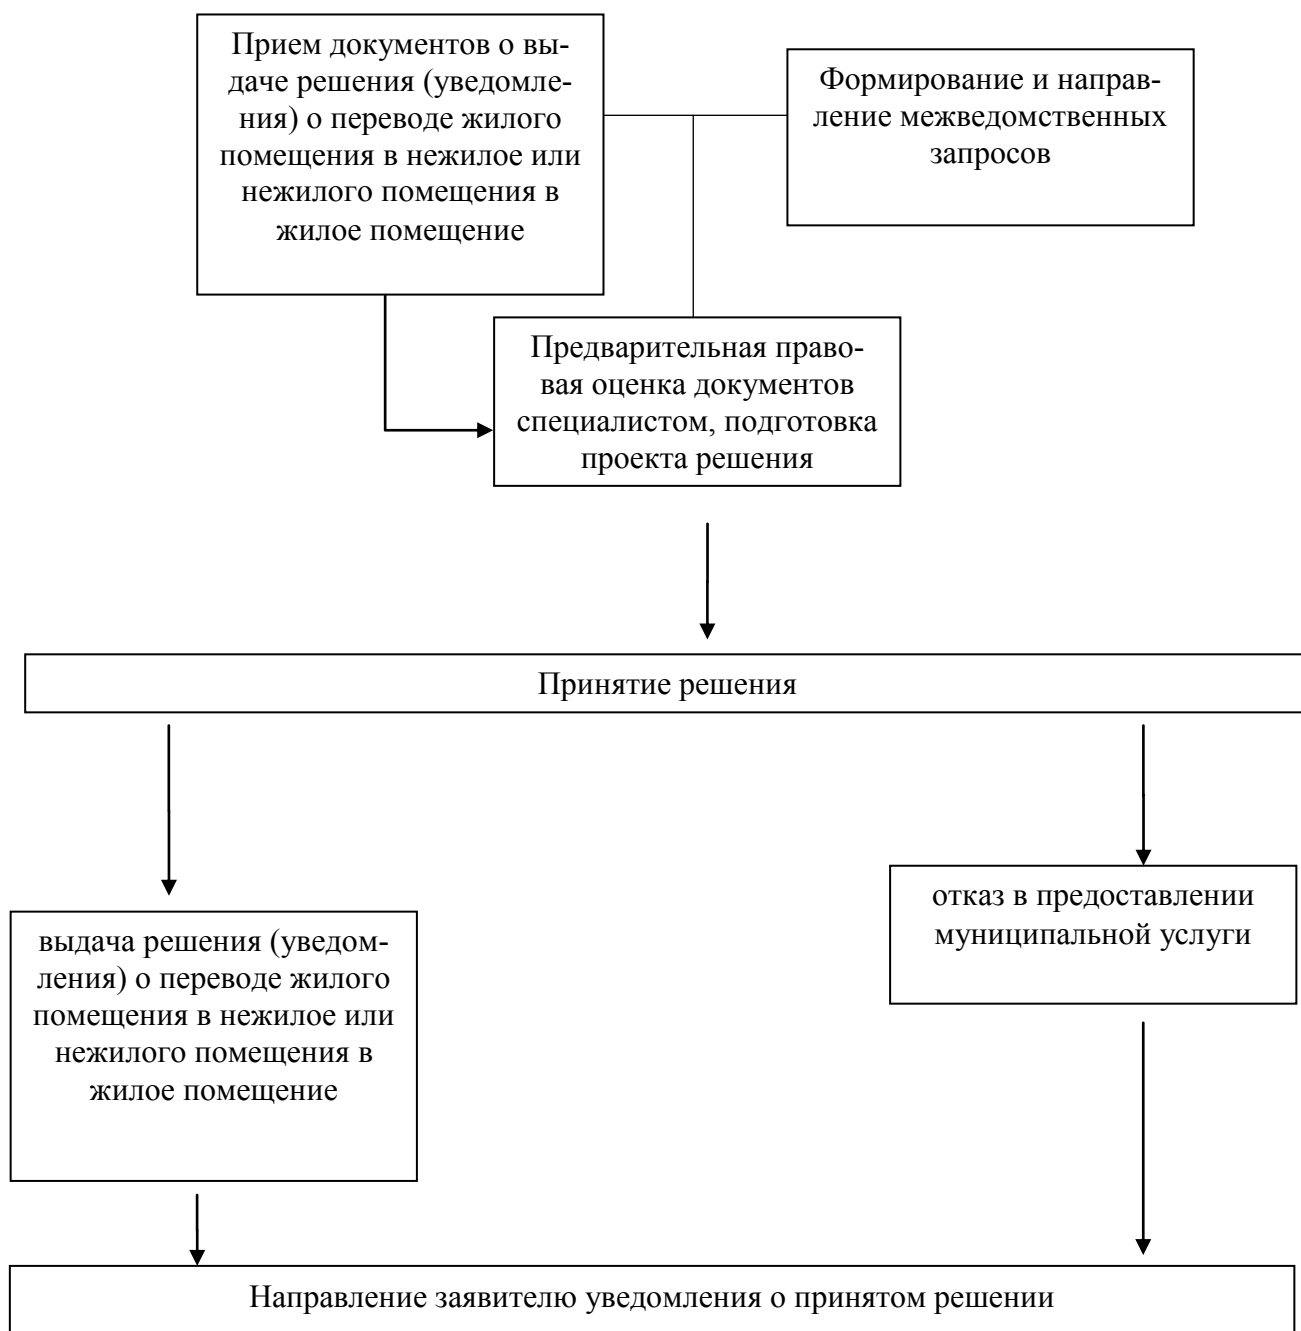 Прием документов о вы-
даче решения (уведомле-
ния) о переводе жилого
помещения в нежилое или
нежилого помещения в
жилое помещение
Формирование и направ-
ление межведомственных
запросов
Предварительная право-
вая оценка документов
специалистом, подготовка
проекта решения
Принятие решения
выдача решения (уведом-
ления) о переводе жилого
помещения в нежилое или
нежилого помещения в
жилое помещение
отказ в предоставлении
муниципальной услуги
Направление заявителю уведомления о принятом решении